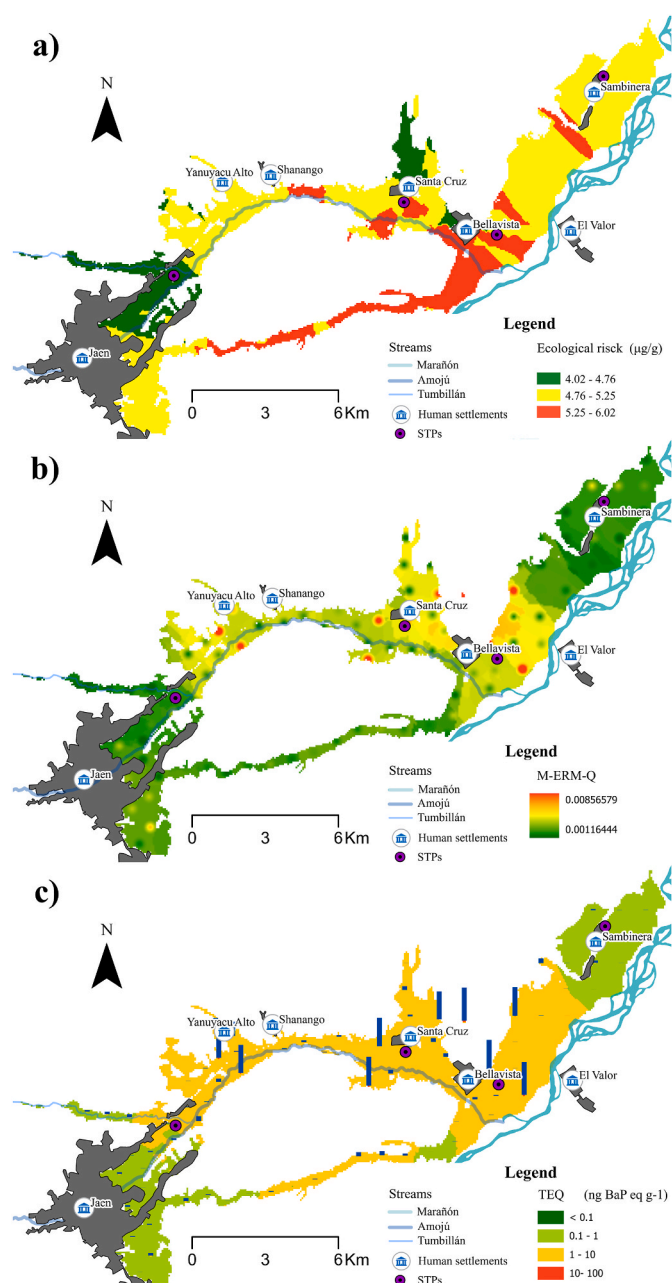 a)
N
Sambinera
Yanuyacu Alto
Shanango
Santa Cruz
Bellavista
El Valor
Jaen
Legend
Streams
Marañón
Amojú
Tumbillán
Human settlements
STPs
Ecological risck (µg/g)
4.02 - 4.76
4.76 - 5.25
5.25 - 6.02
0 3 6 Km
b)
N
Sambinera
Yanuyacu Alto
Shanango
Santa Cruz
Bellavista
El Valor
Jaen
Legend
Streams
Marañón
Amojú
Tumbillán
Human settlements
STPs
M-ERM-Q
0.00856579
0.00116444
0 3 6 Km
c)
N
Sambinera
Yanuyacu Alto
Shanango
Santa Cruz
Bellavista
El Valor
Jaen
Legend
Streams
Marañón
Amojú
Tumbillán
Human settlements
STPs
TEQ (ng BaP eq g-1)
< 0.1
0.1 - 1
1 - 10
10- 100
0 3 6 Km